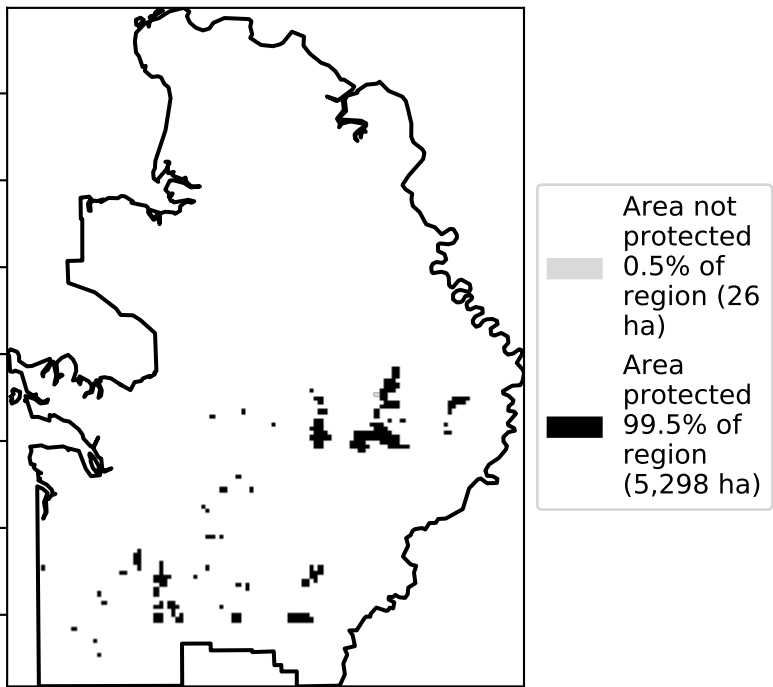 Area not
protected
0.5% of
region (26
ha)
Area
protected
99.5% of
region
(5,298 ha)